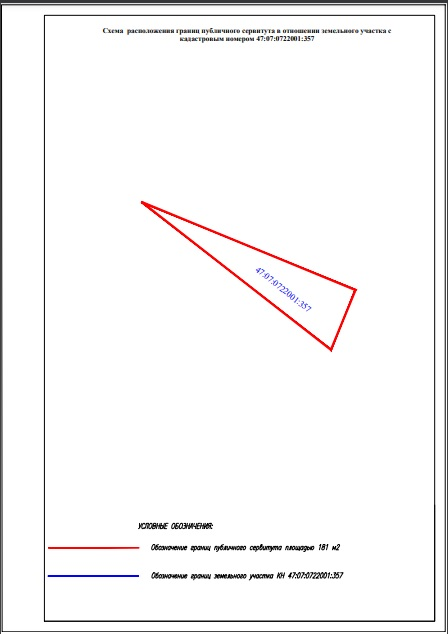 Схема расположения границ публичного сервитута в отношении земельного участка с
кадастровым номером 47:07:0722001:357
47:07:0722001:357
УСЛОВНЫЕ ОБОЗНАЧЕНИЯ:
Обозначение границ публичного сервитута площадью 181 м2
Обозначение границ земельного участка КН 47:07:0722001:357